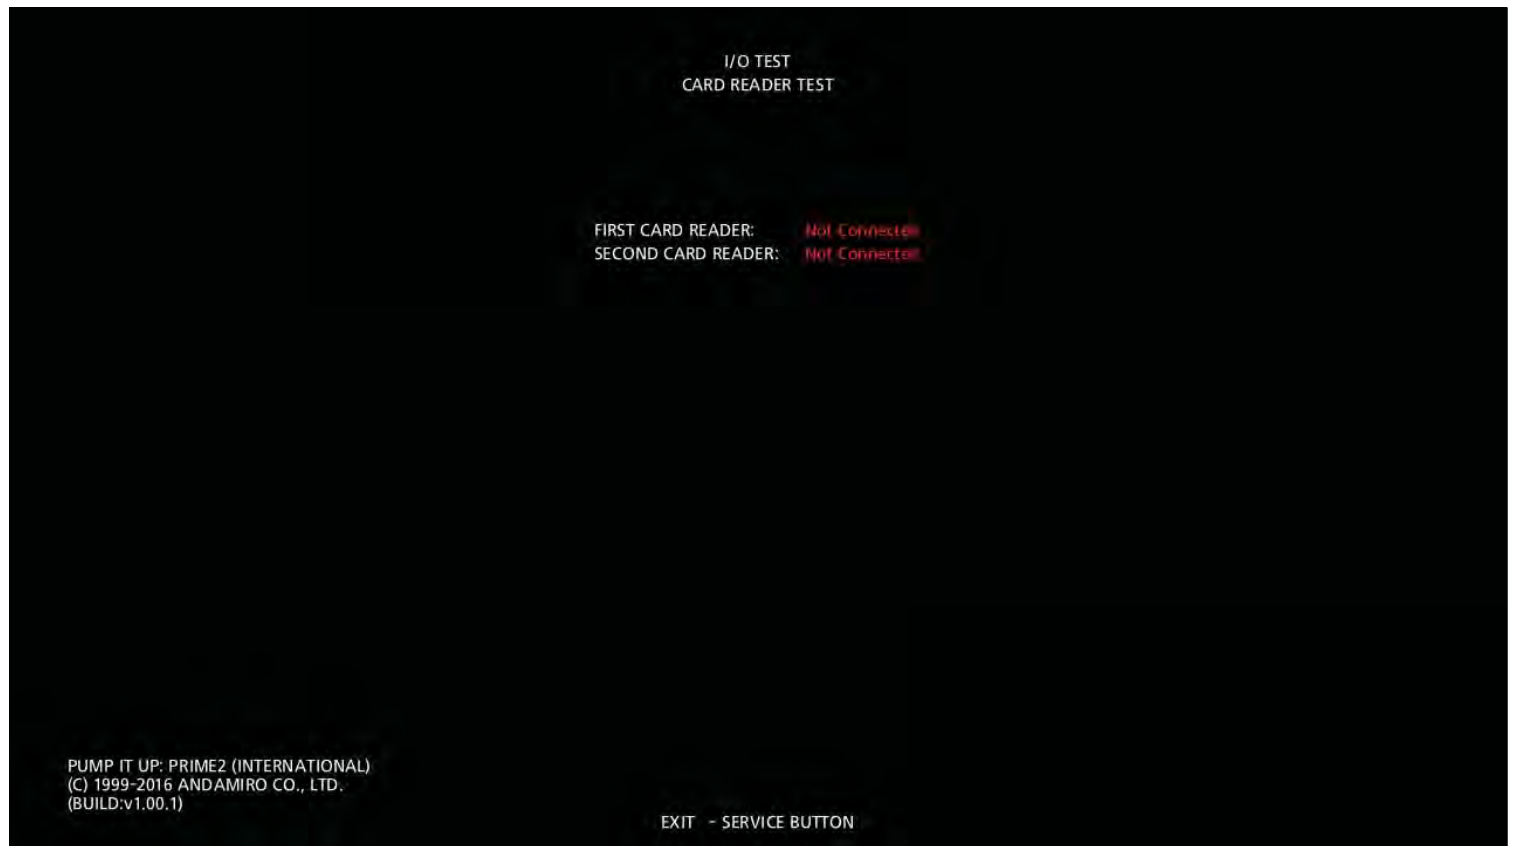 I/O TEST
CARD READER TEST
FIRST CARD READER: Not Connected
SECOND CARD READER: Not Connected
PUMP IT UP: PRIME2 (INTERNATIONAL)
(C) 1999-2016 ANDAMIRO CO., LTD.
(BUILD:v1.00.1)
EXIT - SERVICE BUTTON